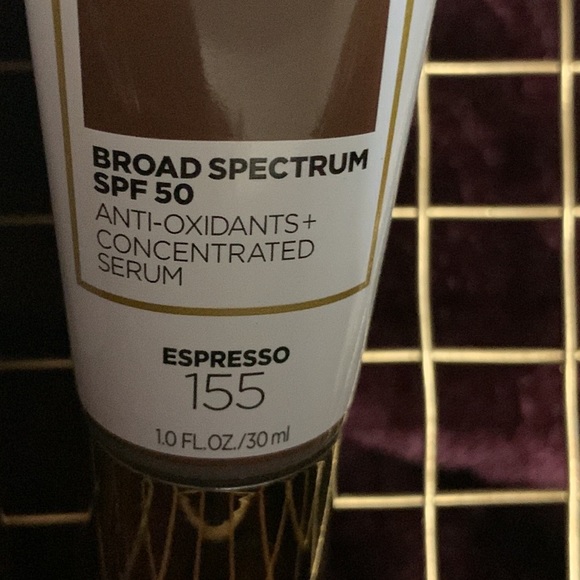 BROAD SPECTRUM
SPF 50
ANTI-OXIDANTS+
CONCENTRATED
SERUM
ESPRESSO
155
1.0 FL.OZ./30 ml